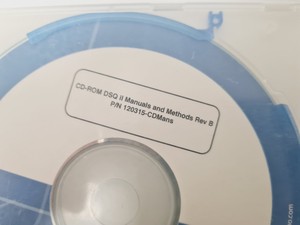 CD-ROM DSQ II Manuals and Methods Rev B
P/N 120315-CDMans